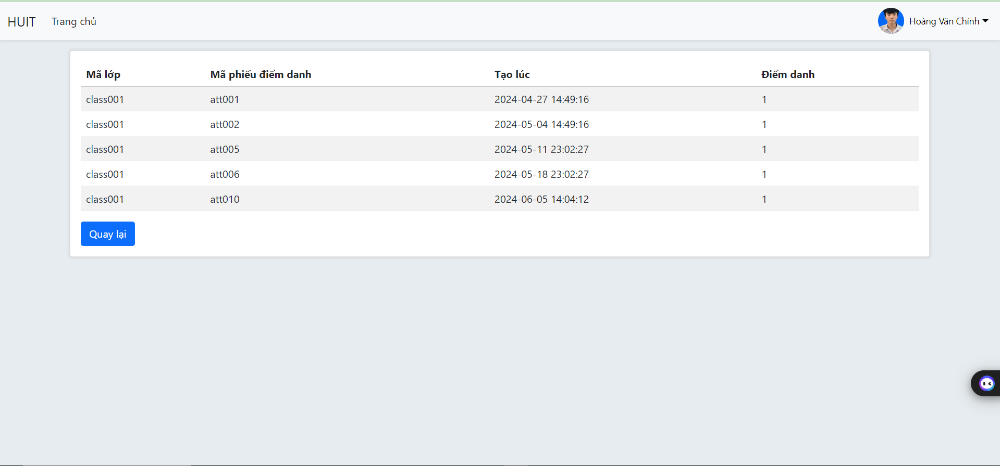 HUIT Trang chủ Hoàng Văn Chính
Mã lớp Mã phiếu điểm danh Tạo lúc Điểm danh
class001 att001 2024-04-27 14:49:16 1
class001 att002 2024-05-04 14:49:16 1
class001 att005 2024-05-11 23:02:27 1
class001 att006 2024-05-18 23:02:27 1
class001 att010 2024-06-05 14:04:12 1
Quay lại